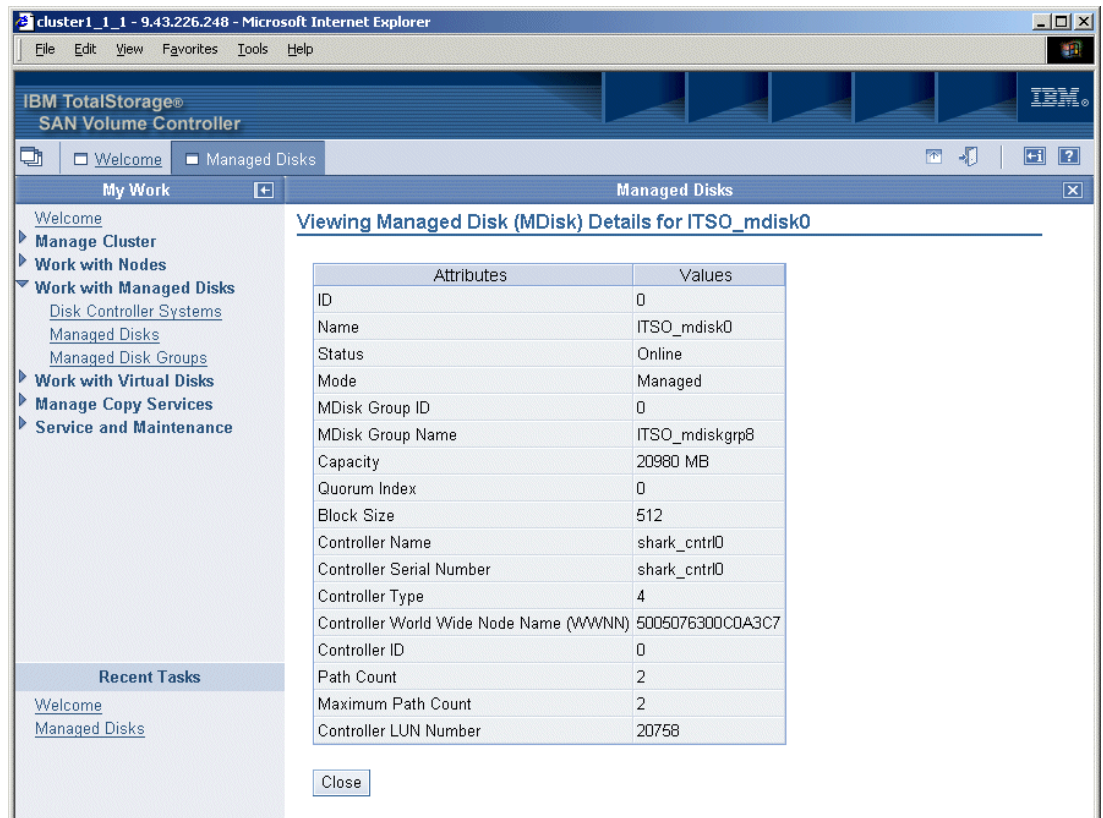 cluster1_1_1 - 9.43.226.248 - Microsoft Internet Explorer
File Edit View Favorites Tools Help
IBM TotalStorage®
SAN Volume Controller
IBM®
Welcome Managed Disks
My Work
Welcome
Manage Cluster
Work with Nodes
Work with Managed Disks
Disk Controller Systems
Managed Disks
Managed Disk Groups
Work with Virtual Disks
Manage Copy Services
Service and Maintenance
Recent Tasks
Welcome
Managed Disks
Managed Disks
Viewing Managed Disk (MDisk) Details for ITSO_mdisk0
Attributes Values
ID 0
Name ITSO_mdisk0
Status Online
Mode Managed
MDisk Group ID 0
MDisk Group Name ITSO_mdiskgrp8
Capacity 20980 MB
Quorum Index 0
Block Size 512
Controller Name shark_cntrl0
Controller Serial Number shark_cntrl0
Controller Type 4
Controller World Wide Node Name (WWNN) 5005076300C0A3C7
Controller ID 0
Path Count 2
Maximum Path Count 2
Controller LUN Number 20758
Close